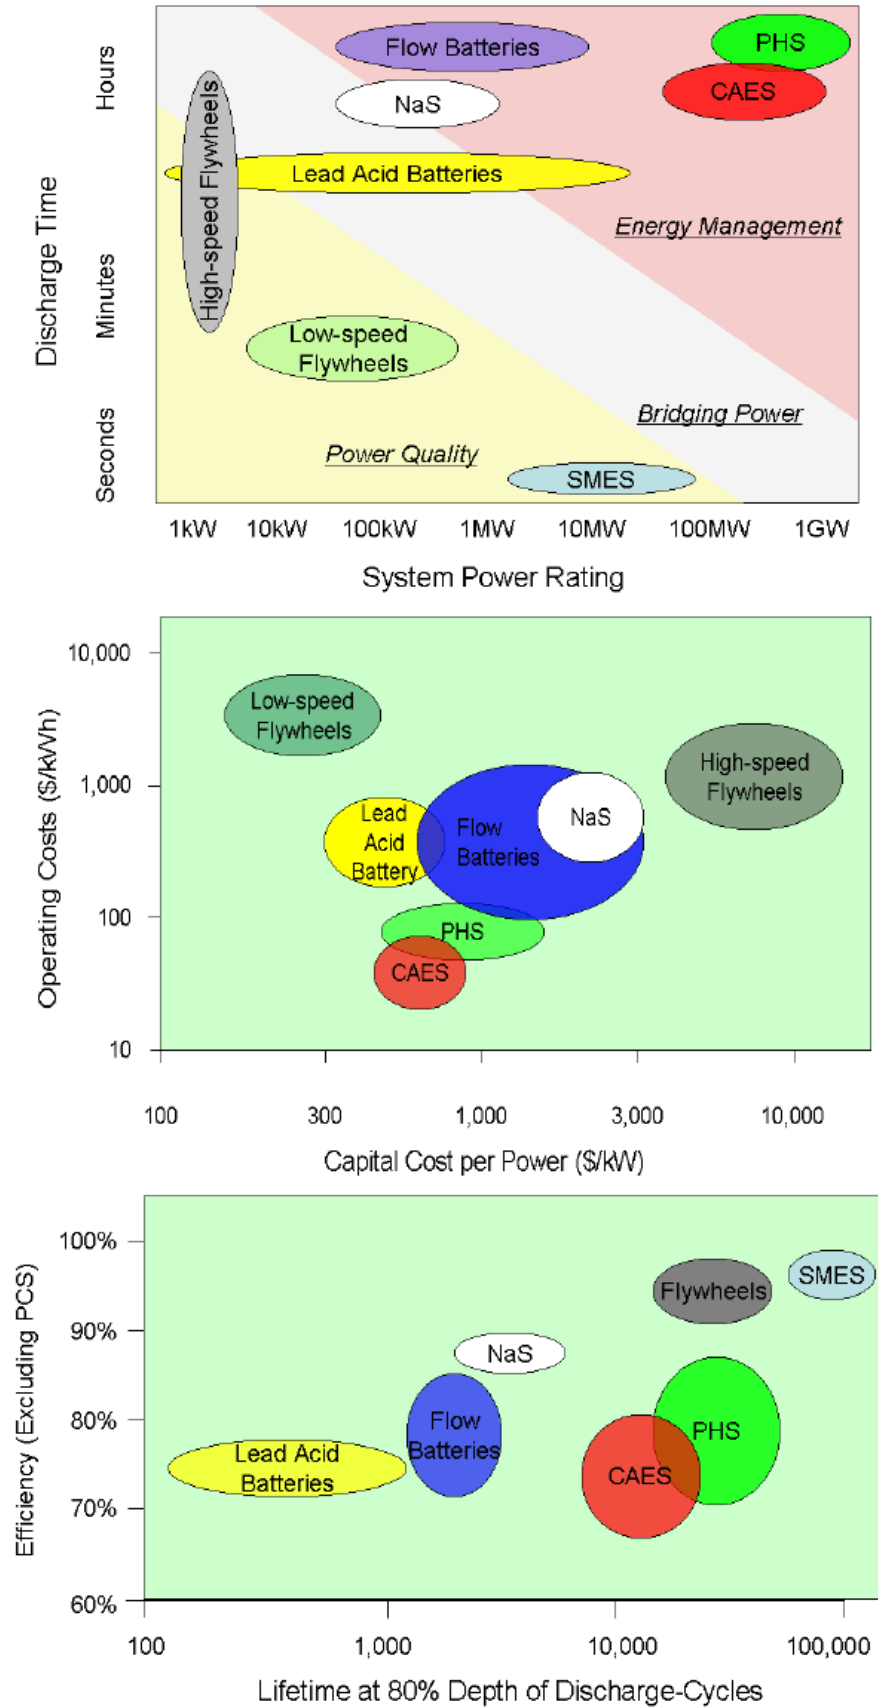 Hours
Minutes
Seconds
Discharge Time
Flow Batteries
PHS
NaS
CAES
High-speed Flywheels
Lead Acid Batteries
Energy Management
Low-speed
Flywheels
Bridging Power
Power Quality
SMES
1kW 10kW 100kW 1MW 10MW 100MW 1GW
System Power Rating
Operating Costs ($/kWh)
10,000
1,000
100
10
Low-speed
Flywheels
High-speed
Flywheels
Lead
Acid
Battery
Flow
Batteries
NaS
PHS
CAES
100 300 1,000 3,000 10,000
Capital Cost per Power ($/kW)
Efficiency (Excluding PCS)
100%
90%
80%
70%
60%
Flywheels
SMES
NaS
Flow
Batteries
PHS
Lead Acid
Batteries
CAES
100 1,000 10,000 100,000
Lifetime at 80% Depth of Discharge-Cycles